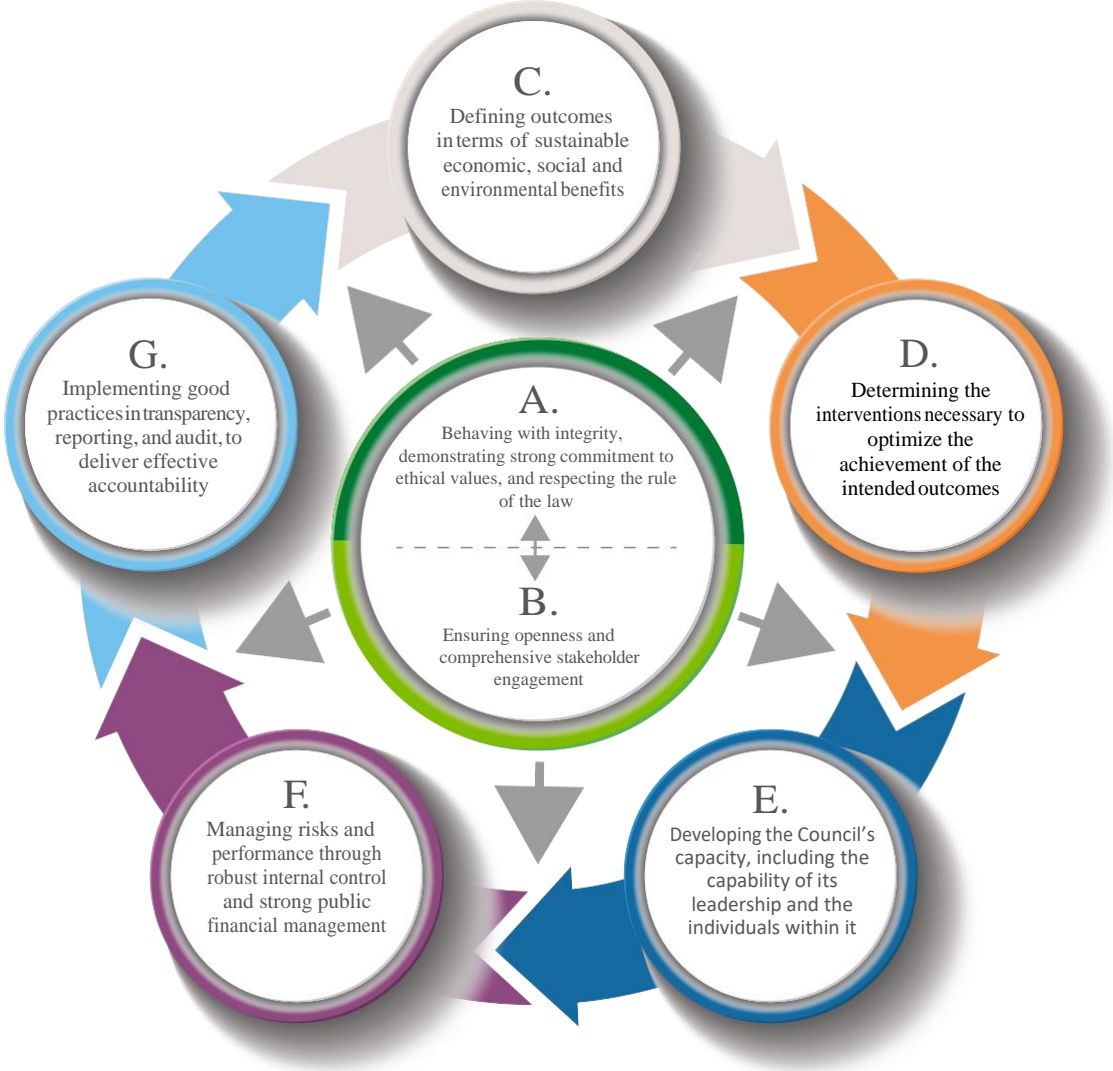 C.
Defining outcomes
in terms of sustainable
economic, social and
environmental benefits
G.
Implementing good
practices in transparency,
reporting, and audit, to
deliver effective
accountability
A.
Behaving with integrity,
demonstrating strong commitment to
ethical values, and respecting the rule
of the law
B.
Ensuring openness and
comprehensive stakeholder
engagement
D.
Determining the
interventions necessary to
optimize the
achievement of the
intended outcomes
F.
Managing risks and
performance through
robust internal control
and strong public
financial management
E.
Developing the Council’s
capacity, including the
capability of its
leadership and the
individuals within it